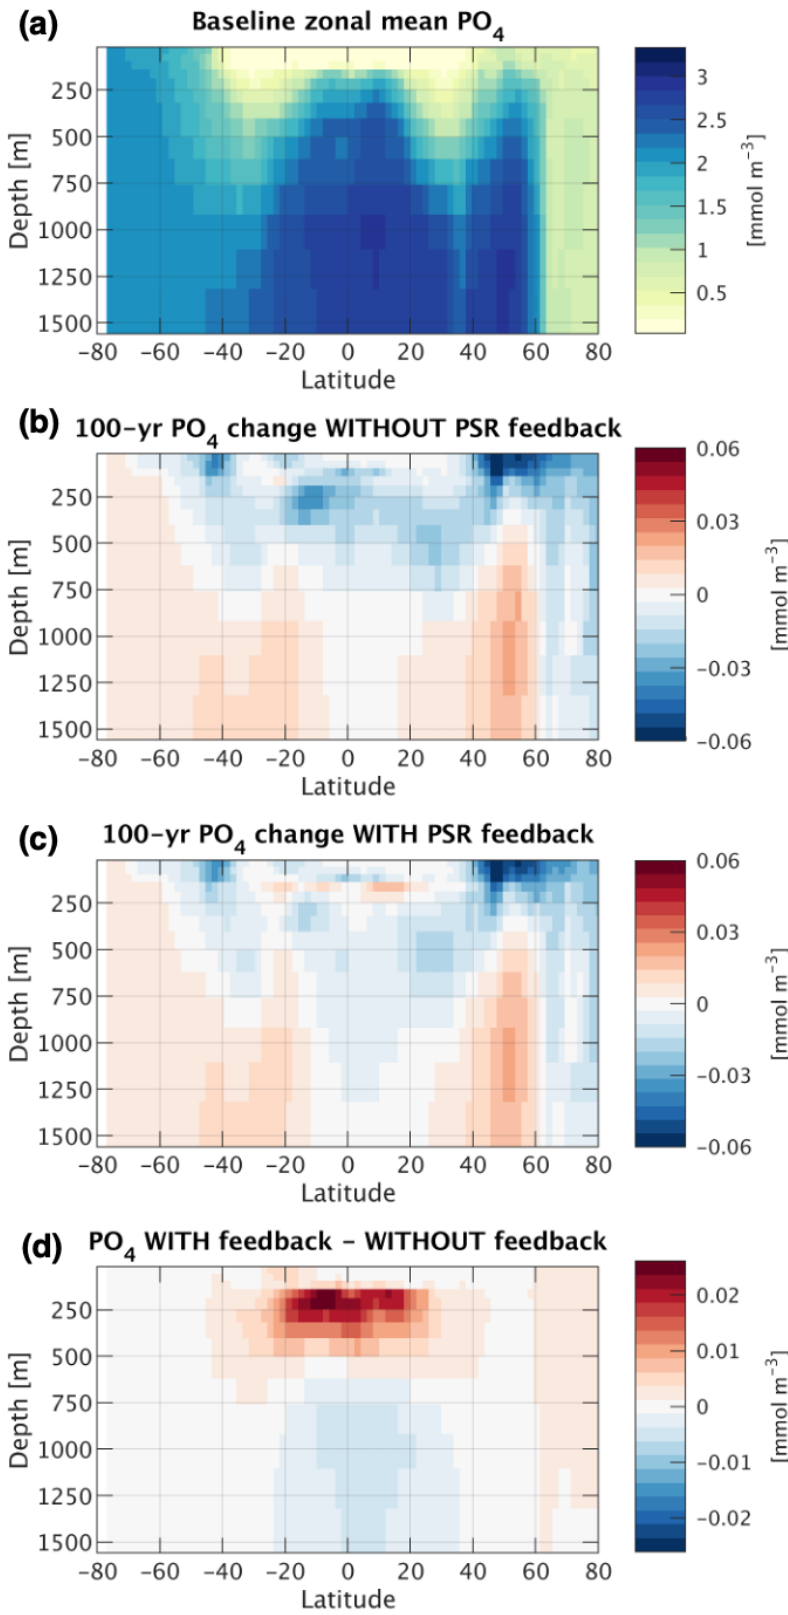 (a) Baseline zonal mean PO4
Depth [m]
250
500
750
1000
1250
1500
−80 −60 −40 −20 0 20 40 60 80
Latitude
3
2.5
2
1.5
1
0.5
[mmol m−3]
(b) 100−yr PO4 change WITHOUT PSR feedback
Depth [m]
250
500
750
1000
1250
1500
−80 −60 −40 −20 0 20 40 60 80
Latitude
0.06
0.03
0
−0.03
−0.06
[mmol m−3]
(c) 100−yr PO4 change WITH PSR feedback
Depth [m]
250
500
750
1000
1250
1500
−80 −60 −40 −20 0 20 40 60 80
Latitude
0.06
0.03
0
−0.03
−0.06
[mmol m−3]
(d) PO4 WITH feedback − WITHOUT feedback
Depth [m]
250
500
750
1000
1250
1500
−80 −60 −40 −20 0 20 40 60 80
Latitude
0.02
0.01
0
−0.01
−0.02
[mmol m−3]